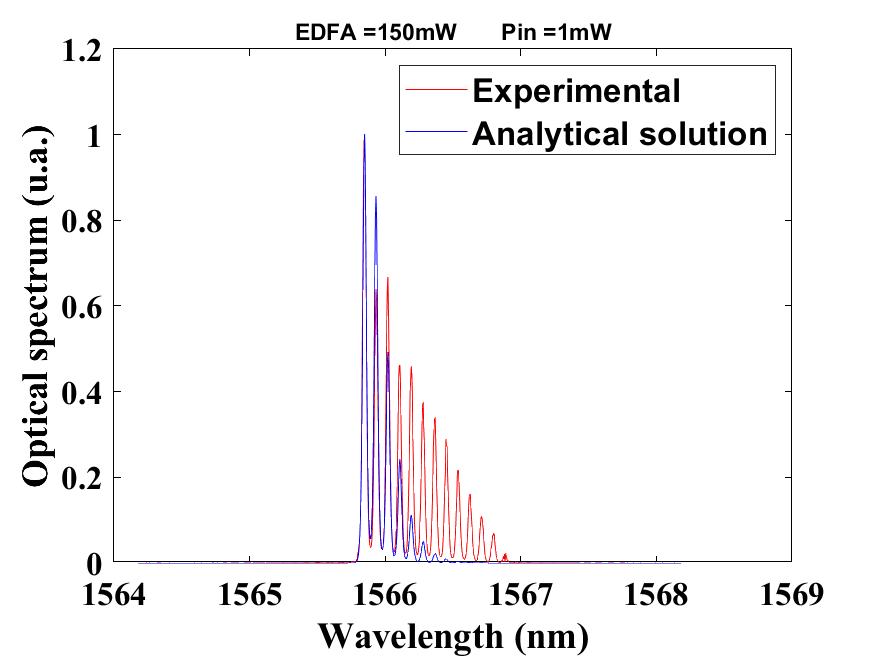 EDFA =150mW Pin =1mW
Experimental
Analytical solution
Optical spectrum (u.a.)
1.2
1
0.8
0.6
0.4
0.2
0
1564 1565 1566 1567 1568 1569
Wavelength (nm)